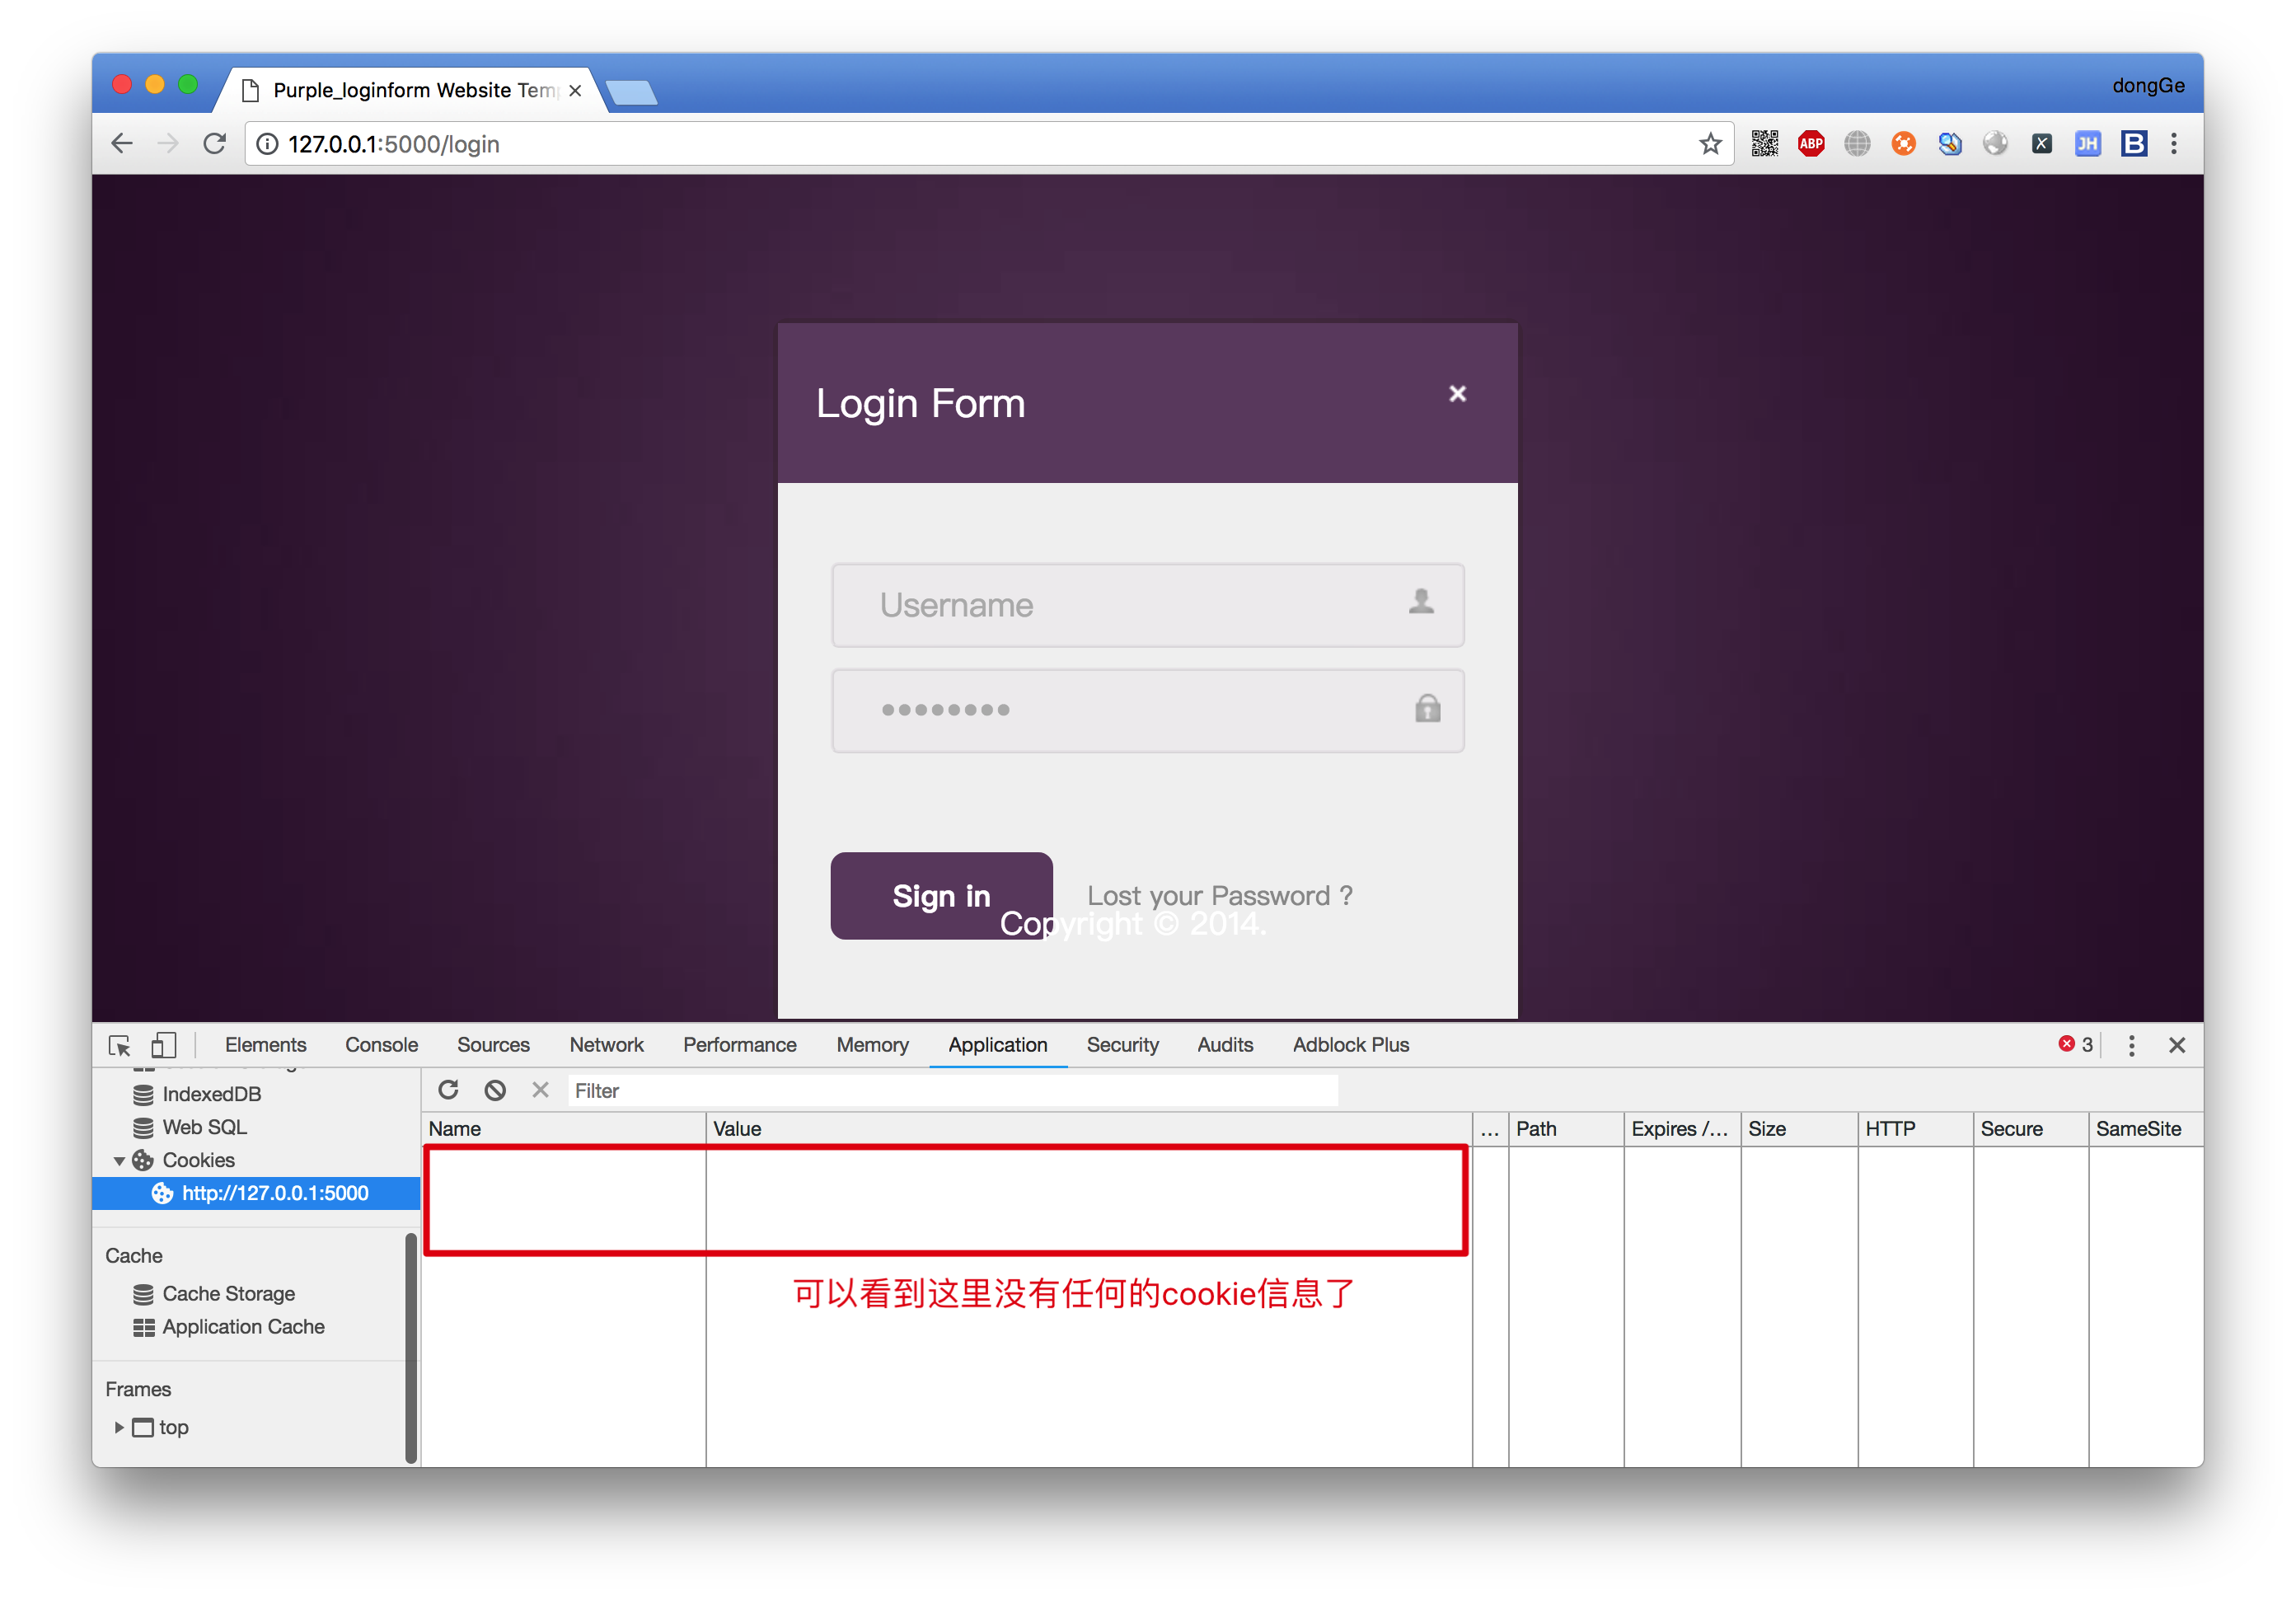 Purple_loginform Website Tem
dongGe
127.0.0.1:5000/login
ABP
X
JH
B
Login Form
Username
Sign in
Lost your Password ?
Copyright © 2014.
Elements Console Sources Network Performance Memory Application Security Audits Adblock Plus
3
IndexedDB
Filter
Web SQL
Name Value ... Path Expires /... Size HTTP Secure SameSite
Cookies
http://127.0.0.1:5000
Cache
Cache Storage
可以看到这里没有任何的cookie信息了
Application Cache
Frames
top